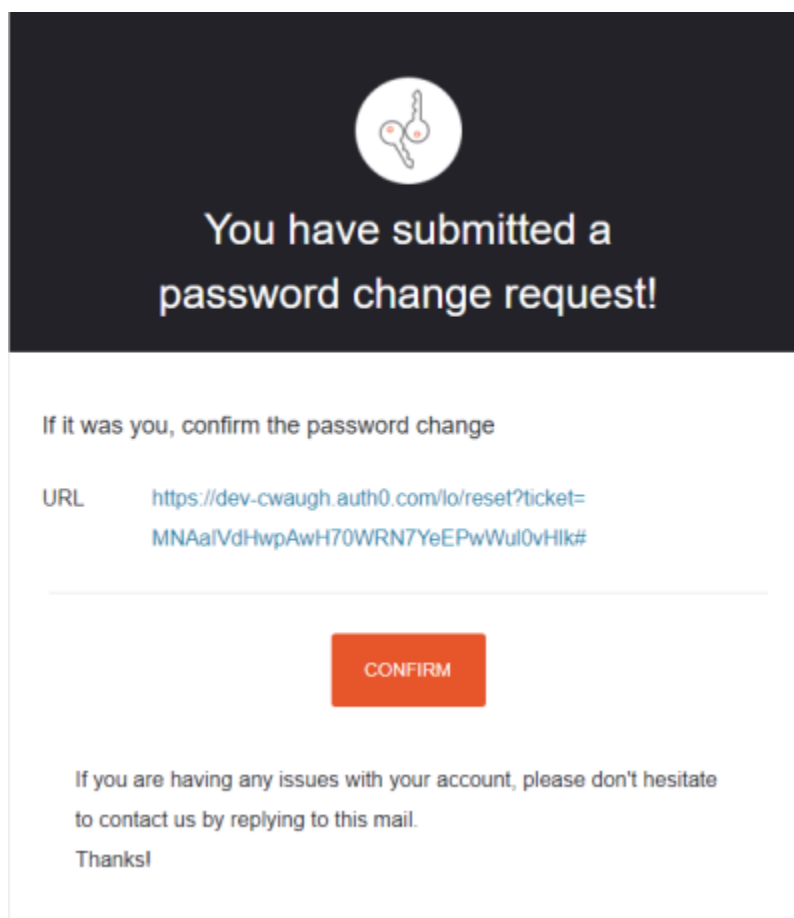 You have submitted a
password change request!
If it was you, confirm the password change
URL https://dev-cwaugh.auth0.com/lo/reset?ticket=
MNAaIVdHwpAwH70WRN7YeEPwWul0vHIk#
CONFIRM
If you are having any issues with your account, please don't hesitate
to contact us by replying to this mail.
Thanks!